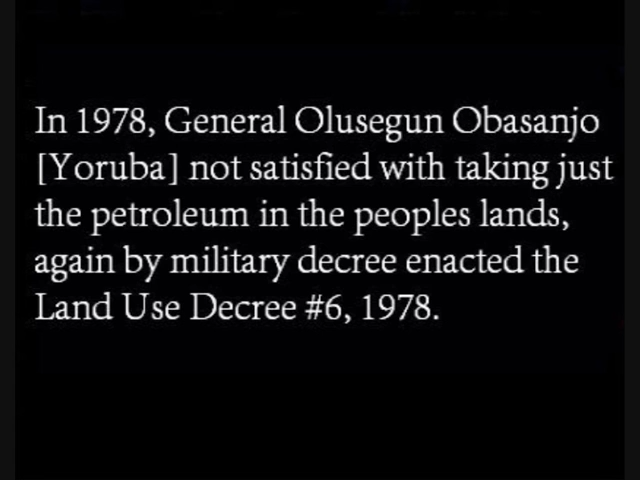 In 1978, General Olusegun Obasanjo
[Yoruba] not satisfied with taking just
the petroleum in the peoples lands,
again by military decree enacted the
Land Use Decree #6, 1978.